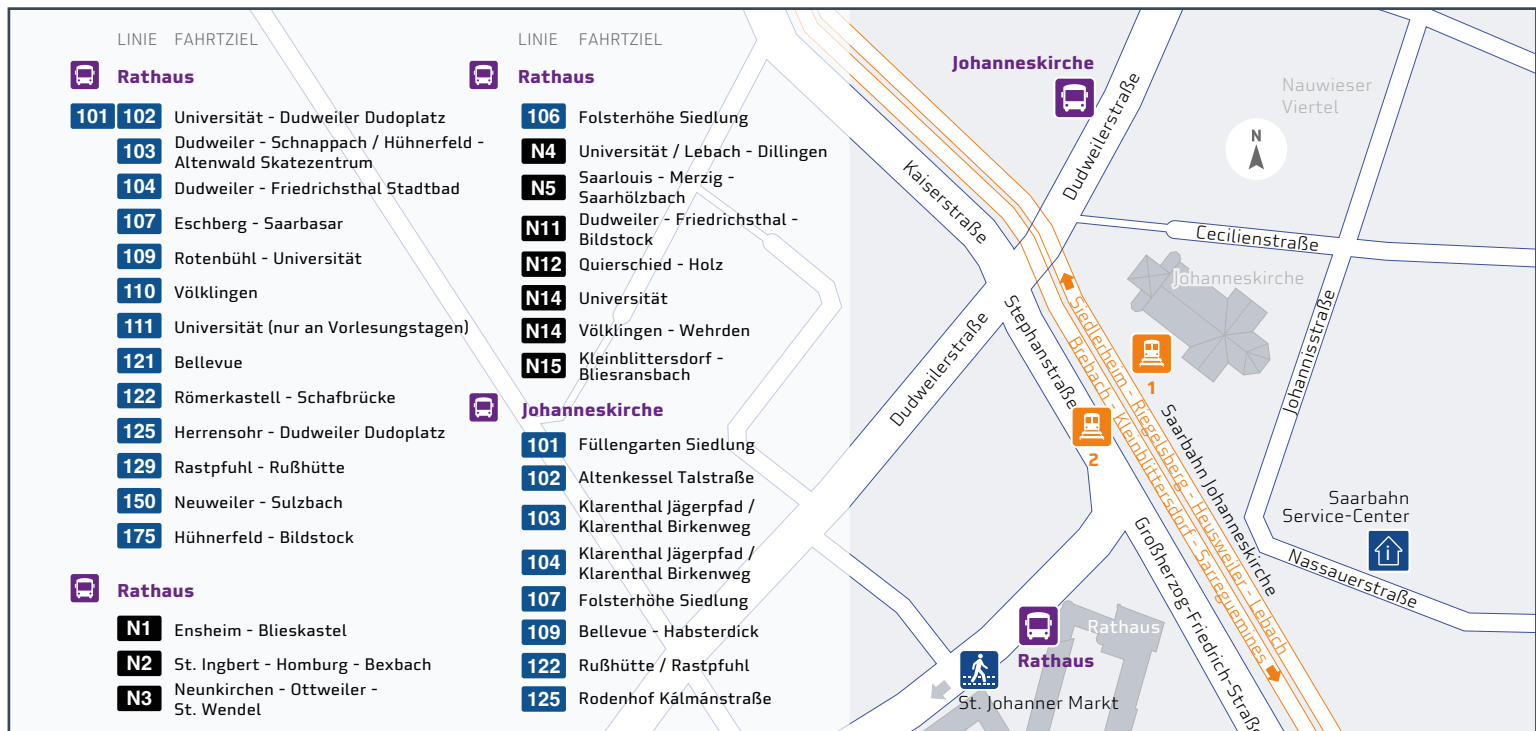 LINIE FAHRTZIEL
Rathaus
101 102 Universität - Dudweiler Dudoplatz
103 Dudweiler - Schnappach / Hühnerfeld -
Altenwald Skatezentrum
104 Dudweiler - Friedrichsthal Stadtbad
107 Eschberg - Saarbasar
109 Rotenbühl - Universität
110 Völklingen
111 Universität (nur an Vorlesungstagen)
121 Bellevue
122 Römerkastell - Schafbrücke
125 Herrensohr - Dudweiler Dudoplatz
129 Rastpfuhl - Rußhütte
150 Neuweiler - Sulzbach
175 Hühnerfeld - Bildstock
Rathaus
N1 Ensheim - Blieskastel
N2 St. Ingbert - Homburg - Bexbach
N3 Neunkirchen - Ottweiler -
St. Wendel
LINIE FAHRTZIEL
Rathaus
106 Folsterhöhe Siedlung
N4 Universität / Lebach - Dillingen
N5 Saarlouis - Merzig -
Saarhölzbach
N11 Dudweiler - Friedrichsthal -
Bildstock
N12 Quierschied - Holz
N14 Universität
N14 Völklingen - Wehrden
N15 Kleinblittersdorf -
Bliesransbach
Johanneskirche
101 Füllengarten Siedlung
102 Altenkessel Talstraße
103 Klarenthal Jägerpfad /
Klarenthal Birkenweg
104 Klarenthal Jägerpfad /
Klarenthal Birkenweg
107 Folsterhöhe Siedlung
109 Bellevue - Habsterdick
122 Rußhütte / Rastpfuhl
125 Rodenhof Kálmánstraße
Johanneskirche
Nauwieser
Viertel
N
Dudweilerstraße
Kaiserstraße
Cecilienstraße
Johanneskirche
Johannisstraße
Stephanstraße
Dudweilerstraße
Siedlerheim - Riegelsberg - Heusweiler - Lebach
Brebach - Kleinblittersdorf - Sarreguemines
1
2
Saarbahn Johanneskirche
Saarbahn
Service-Center
i
Nassauerstraße
Großherzog-Friedrich-Straße
Rathaus
Rathaus
St. Johanner Markt